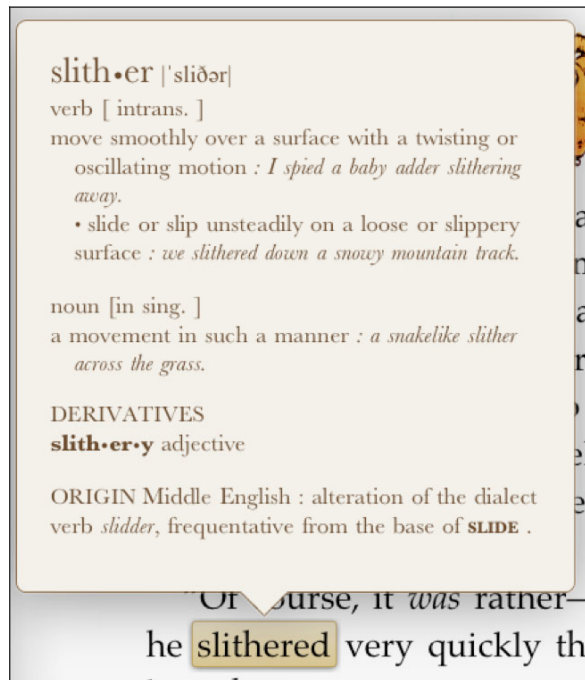 slith•er |ˈsliðər|
verb [ intrans. ]
move smoothly over a surface with a twisting or
oscillating motion : I spied a baby adder slithering
away.
• slide or slip unsteadily on a loose or slippery
surface : we slithered down a snowy mountain track.
noun [in sing. ]
a movement in such a manner : a snakelike slither
across the grass.
DERIVATIVES
slith•er•y adjective
ORIGIN Middle English : alteration of the dialect
verb slidder, frequentative from the base of SLIDE .
"Of course, it was rather—
he slithered very quickly th